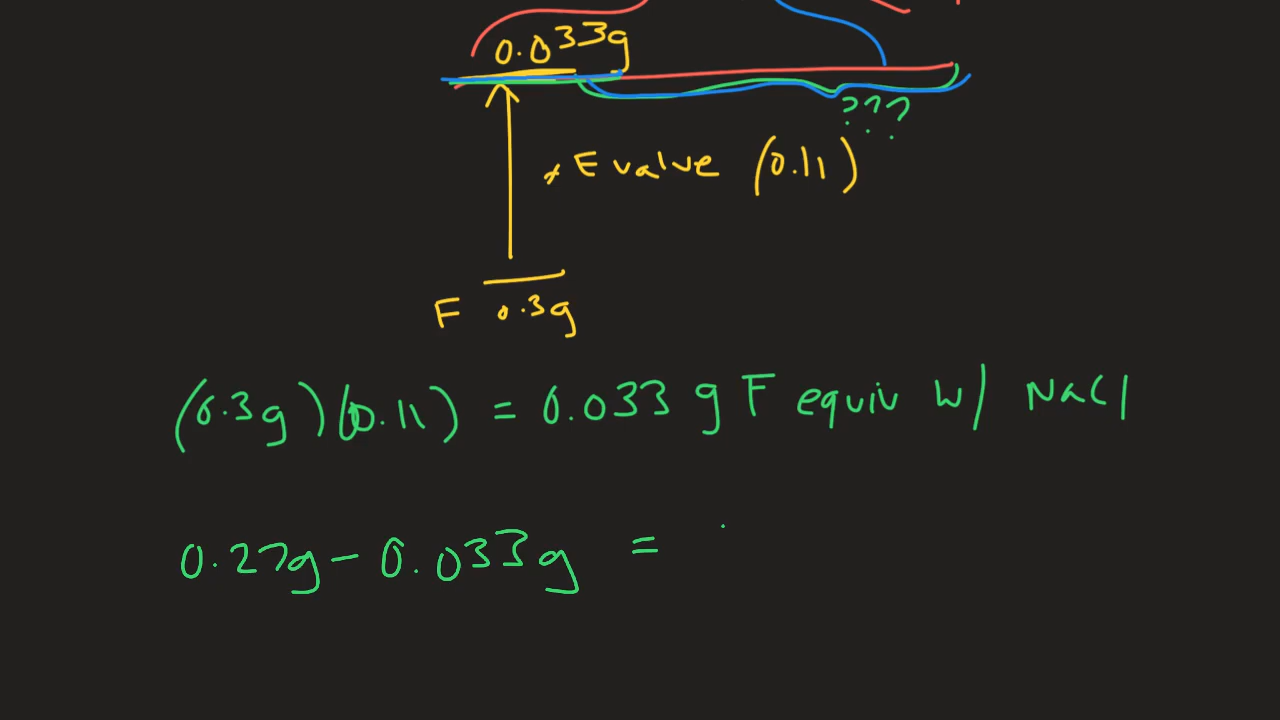 0.033g
???
x E value (0.11)
F 0.3g
(0.3g)(0.11) = 0.033 g F equiv w/ NaCl
0.27g - 0.033g =